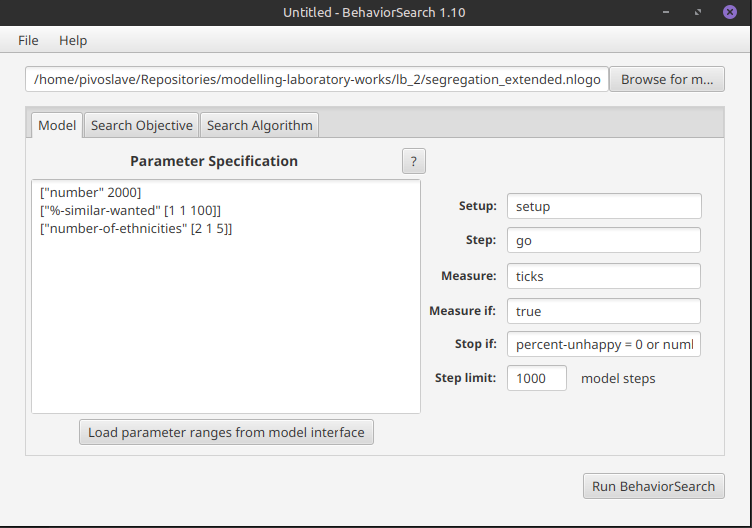 Untitled - BehaviorSearch 1.10
File Help
/home/pivoslave/Repositories/modelling-laboratory-works/lb_2/segregation_extended.nlogo Browse for m...
Model Search Objective Search Algorithm
Parameter Specification ?
["number" 2000]
["%-similar-wanted" [1 1 100]]
["number-of-ethnicities" [2 1 5]]
Setup: setup
Step: go
Measure: ticks
Measure if: true
Stop if: percent-unhappy = 0 or
Step limit: 1000 model steps
Load parameter ranges from model interface
Run BehaviorSearch